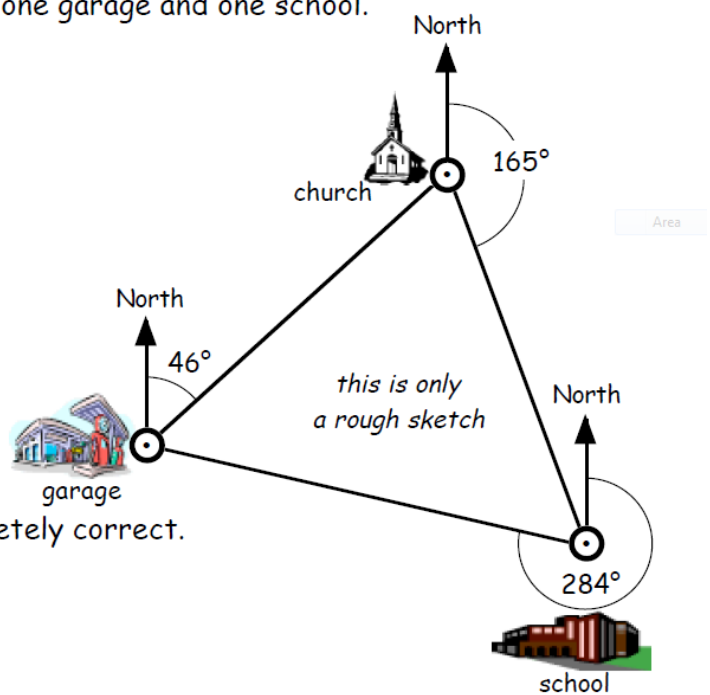 one garage and one school.
North
165°
church
Area
North
46°
this is only
a rough sketch
North
garage
etely correct.
284°
school